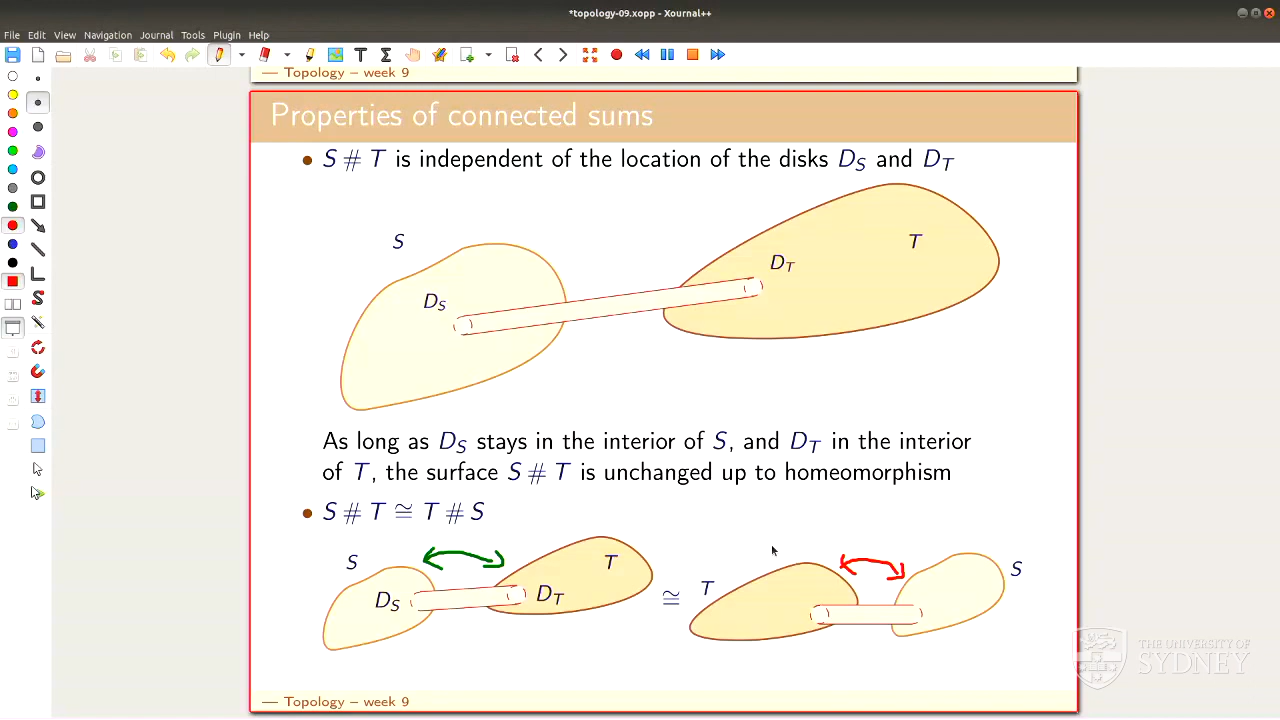 *topology-09.xopp - Xournal++
File Edit View Navigation Journal Tools Plugin Help
— Topology – week 9
Properties of connected sums
• S # T is independent of the location of the disks D_S and D_T
S
T
D_T
D_S
As long as D_S stays in the interior of S, and D_T in the interior
of T, the surface S # T is unchanged up to homeomorphism
• S # T ≅ T # S
S
T
D_S
D_T
≅
T
S
THE UNIVERSITY OF
SYDNEY
— Topology – week 9